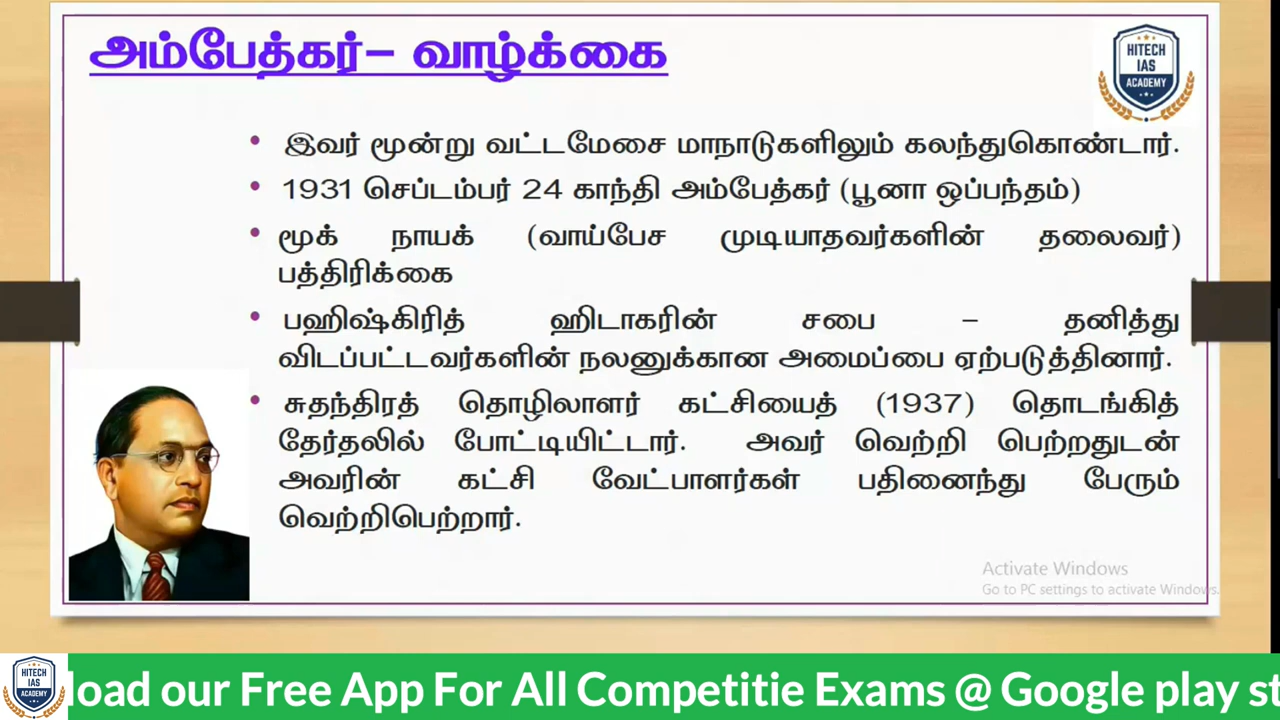 அம்பேத்கர்– வாழ்க்கை
HITECH
IAS
ACADEMY
• இவர் மூன்று வட்டமேசை மாநாடுகளிலும் கலந்துகொண்டார்.
• 1931 செப்டம்பர் 24 காந்தி அம்பேத்கர் (பூனா ஒப்பந்தம்)
• மூக் நாயக் (வாய்பேச முடியாதவர்களின் தலைவர்)
பத்திரிக்கை
• பஹிஷ்கிரித் ஹிடாகரின் சபை – தனித்து
விடப்பட்டவர்களின் நலனுக்கான அமைப்பை ஏற்படுத்தினார்.
• சுதந்திரத் தொழிலாளர் கட்சியைத் (1937) தொடங்கித்
தேர்தலில் போட்டியிட்டார். அவர் வெற்றி பெற்றதுடன்
அவரின் கட்சி வேட்பாளர்கள் பதினைந்து பேரும்
வெற்றிபெற்றார்.
Activate Windows
Go to PC settings to activate Windows.
HITECH
IAS
ACADEMY
load our Free App For All Competitie Exams @ Google play st